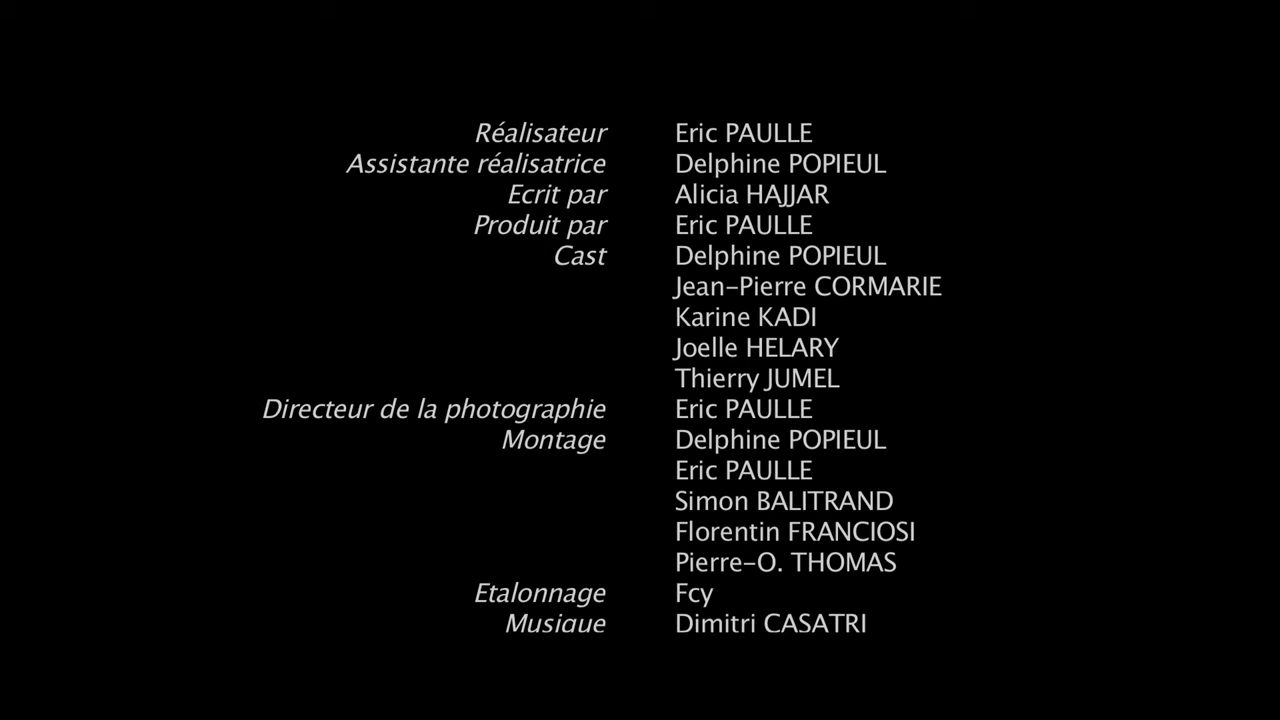 Réalisateur Eric PAULLE
Assistante réalisatrice Delphine POPIEUL
Ecrit par Alicia HAJJAR
Produit par Eric PAULLE
Cast Delphine POPIEUL
Jean-Pierre CORMARIE
Karine KADI
Joelle HELARY
Thierry JUMEL
Directeur de la photographie Eric PAULLE
Montage Delphine POPIEUL
Eric PAULLE
Simon BALITRAND
Florentin FRANCIOSI
Pierre-O. THOMAS
Etalonnage Fcy
Musique Dimitri CASATRI